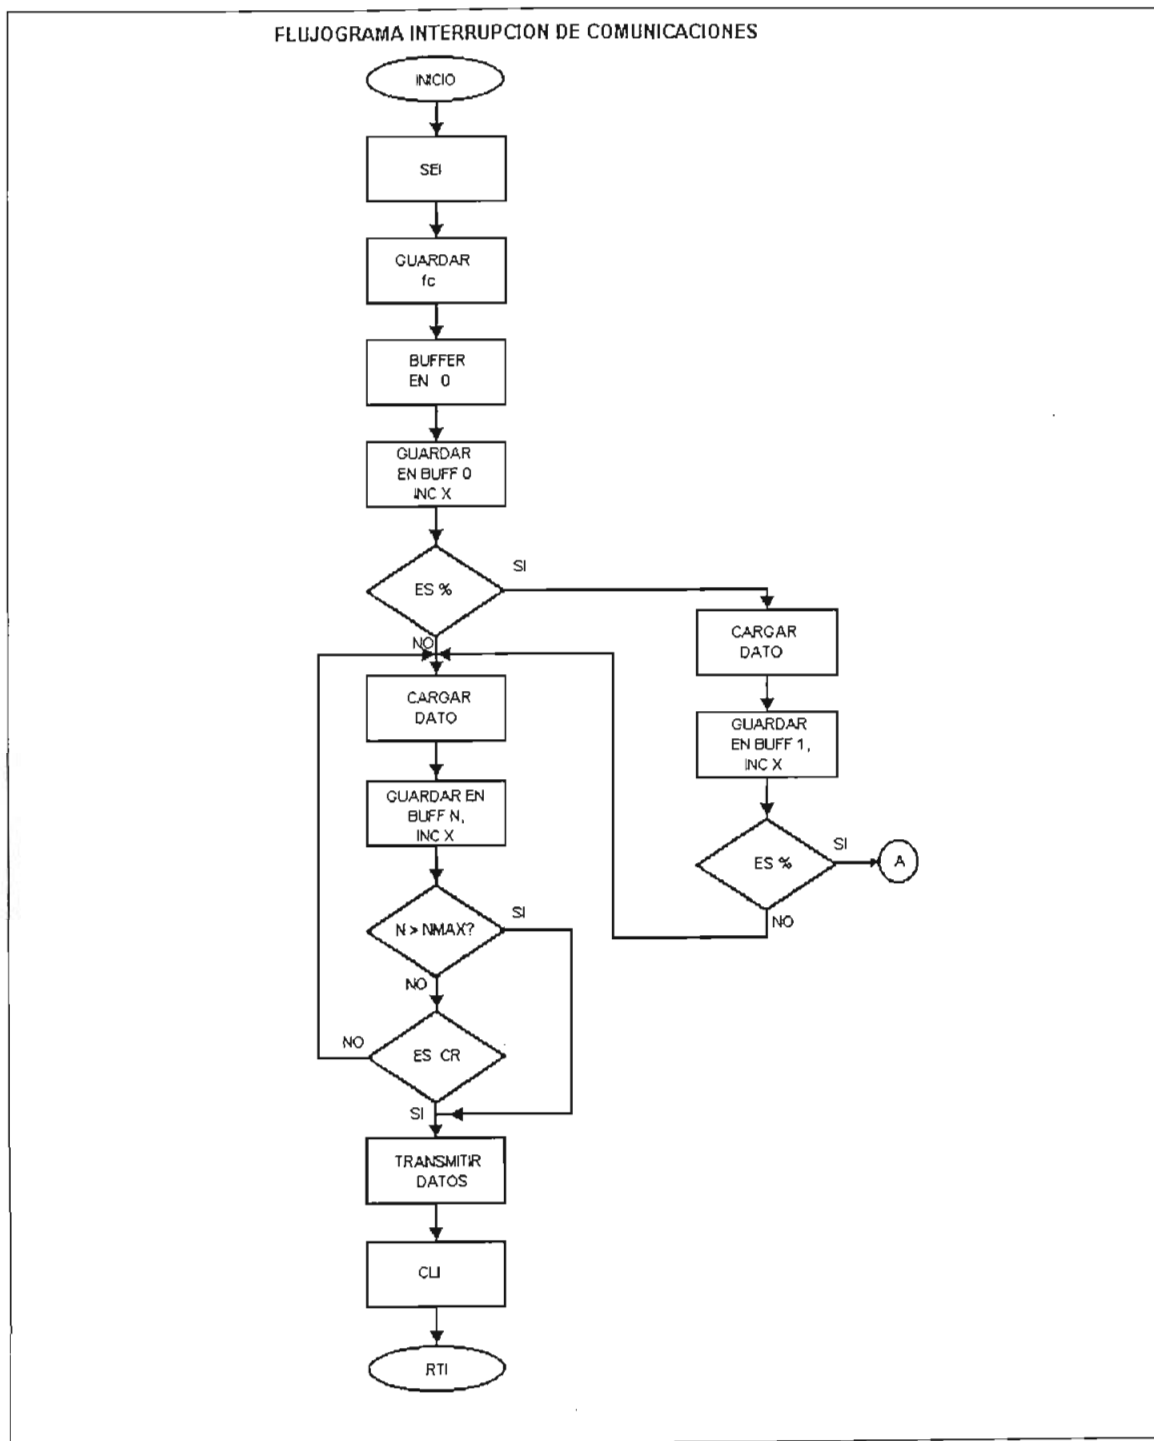 FLUJOGRAMA INTERRUPCION DE COMUNICACIONES
INICIO
SEI
GUARDAR
fc
BUFFER
EN 0
GUARDAR
EN BUFF 0
INC X
ES %
SI
NO
CARGAR
DATO
GUARDAR
EN BUFF 1,
INC X
ES %
SI
A
NO
CARGAR
DATO
GUARDAR EN
BUFF N,
INC X
N > NMAX?
SI
NO
ES CR
NO
SI
TRANSMITIR
DATOS
CLI
RTI